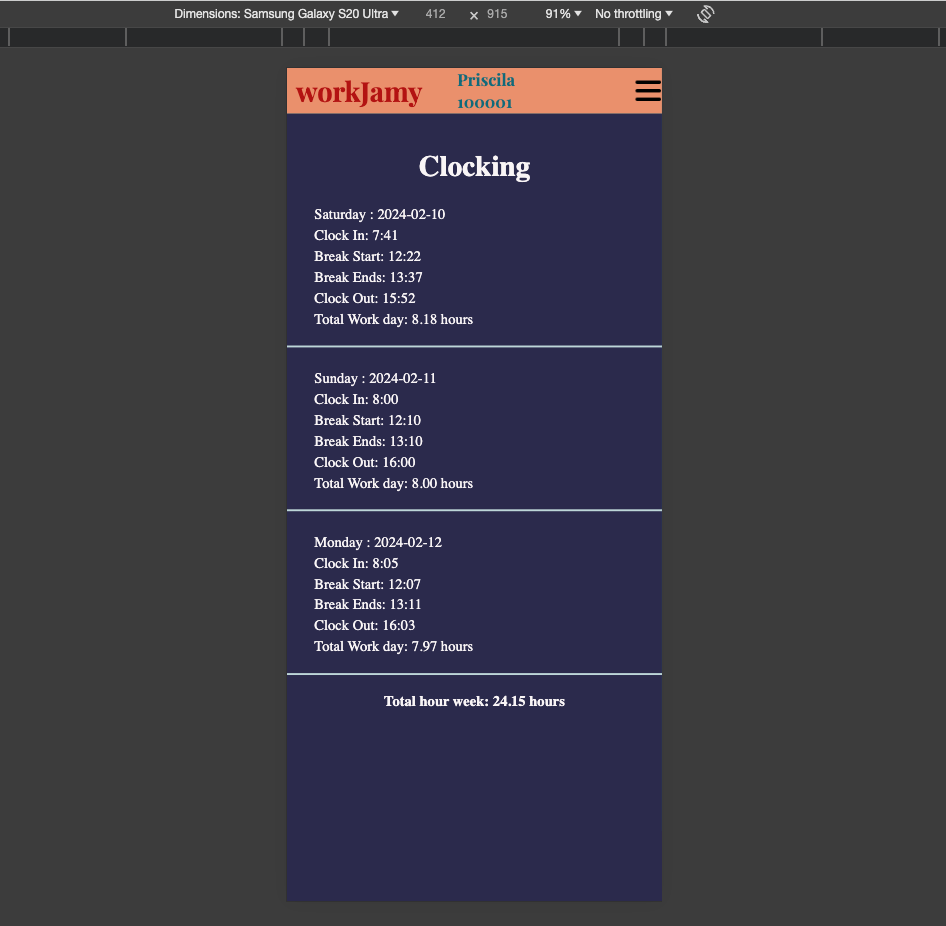 Dimensions: Samsung Galaxy S20 Ultra ▼ 412 × 915 91% ▼ No throttling ▼
workJamy
Priscila
100001
Clocking
Saturday : 2024-02-10
Clock In: 7:41
Break Start: 12:22
Break Ends: 13:37
Clock Out: 15:52
Total Work day: 8.18 hours
Sunday : 2024-02-11
Clock In: 8:00
Break Start: 12:10
Break Ends: 13:10
Clock Out: 16:00
Total Work day: 8.00 hours
Monday : 2024-02-12
Clock In: 8:05
Break Start: 12:07
Break Ends: 13:11
Clock Out: 16:03
Total Work day: 7.97 hours
Total hour week: 24.15 hours